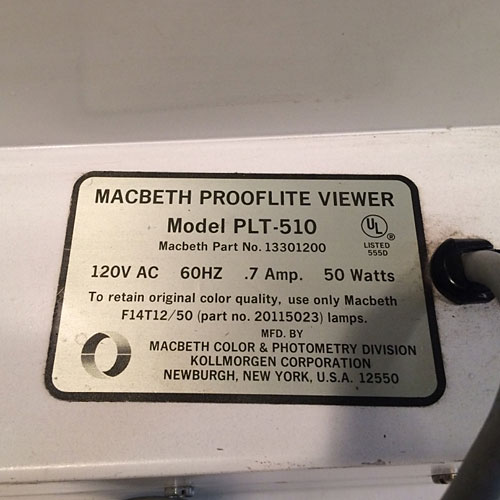 MACBETH PROOFLITE VIEWER
Model PLT-510
Macbeth Part No. 13301200
UL ®
LISTED
555D
120V AC 60HZ .7 Amp. 50 Watts
To retain original color quality, use only Macbeth
F14T12/50 (part no. 20115023) lamps.
MFD. BY
MACBETH COLOR & PHOTOMETRY DIVISION
KOLLMORGEN CORPORATION
NEWBURGH, NEW YORK, U.S.A. 12550